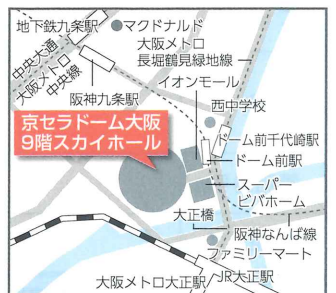 地下鉄九条駅
マクドナルド
大阪メトロ
長堀鶴見緑地線
中央大通
大阪メトロ
中央線
イオンモール
阪神九条駅
西中学校
京セラドーム大阪
9階スカイホール
ドーム前千代崎駅
ドーム前駅
スーパー
ビバホーム
大正橋
阪神なんば線
ファミリーマート
大阪メトロ大正駅
JR大正駅